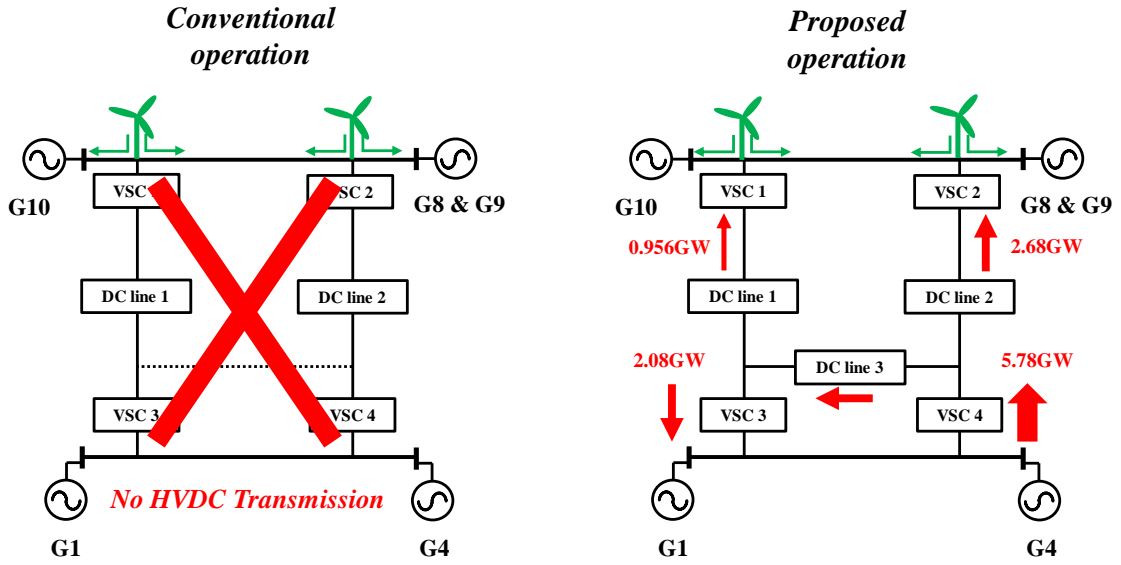 Conventional
operation
G10
VSC
VSC 2
G8 & G9
DC line 1
DC line 2
VSC 3
VSC 4
No HVDC Transmission
G1
G4
Proposed
operation
G10
VSC 1
VSC 2
G8 & G9
0.956GW
2.68GW
DC line 1
DC line 2
2.08GW
DC line 3
5.78GW
VSC 3
VSC 4
G1
G4